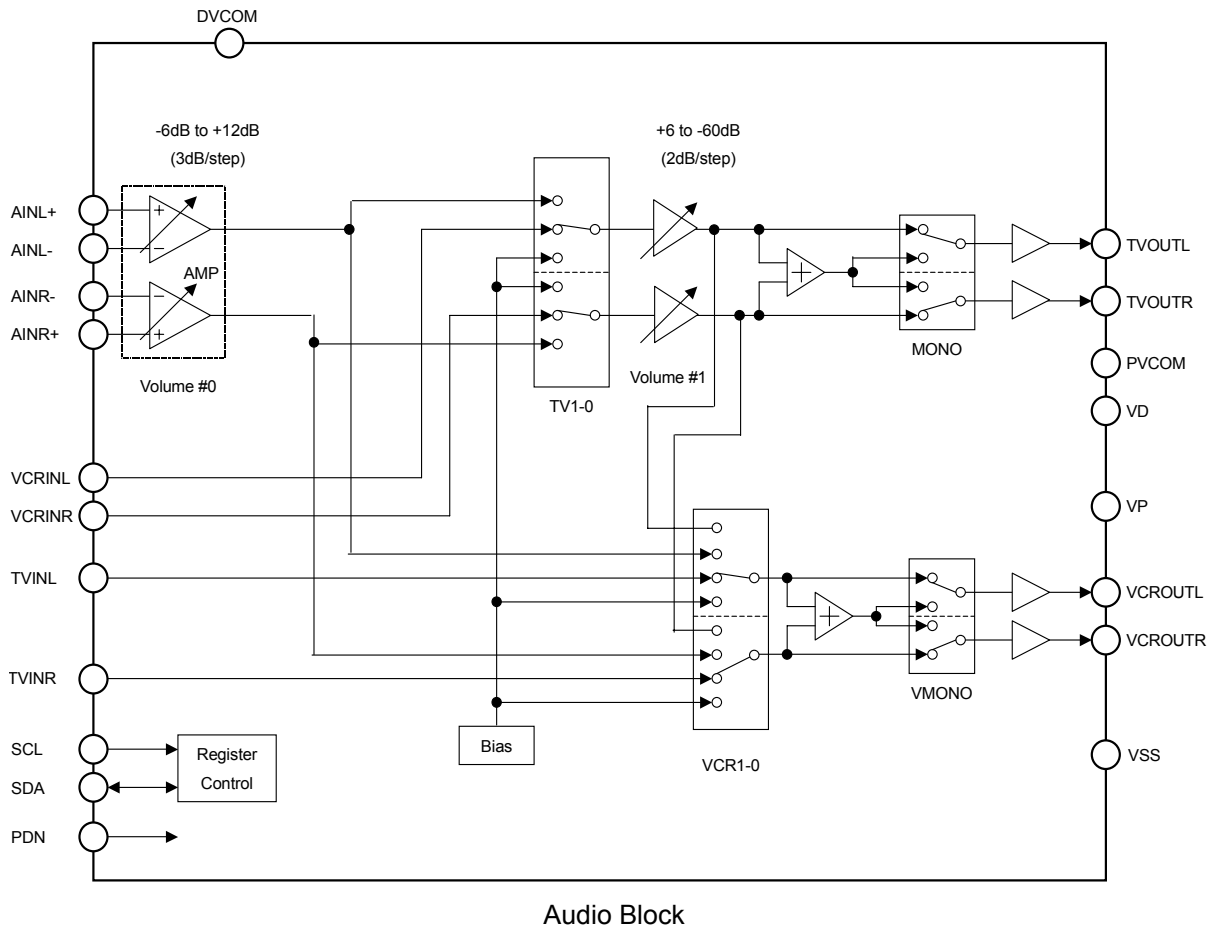 DVCOM
-6dB to +12dB
(3dB/step)
+6 to -60dB
(2dB/step)
AINL+
AINL-
AINR-
AINR+
+
−
−
+
AMP
Volume #0
TV1-0
Volume #1
+
MONO
TVOUTL
TVOUTR
PVCOM
VD
VP
VCRINL
VCRINR
TVINL
TVINR
+
VMONO
VCROUTL
VCROUTR
SCL
SDA
PDN
Register
Control
Bias
VCR1-0
VSS
Audio Block